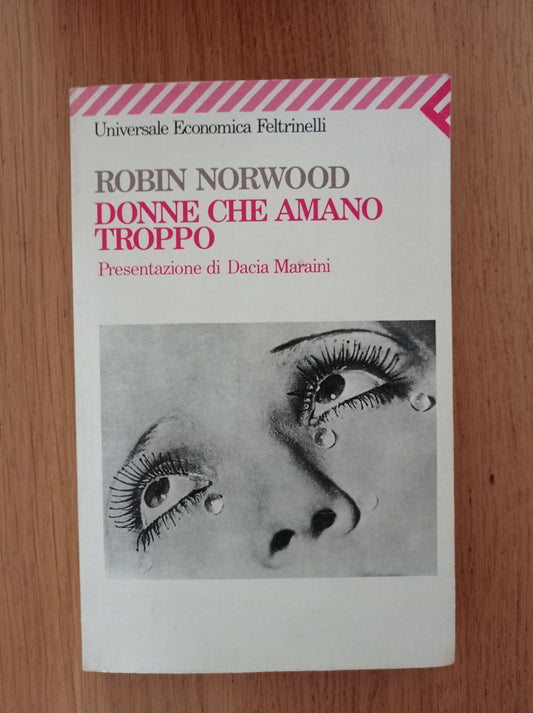 Universale Economica Feltrinelli
ROBIN NORWOOD
DONNE CHE AMANO
TROPPO
Presentazione di Dacia Maraini